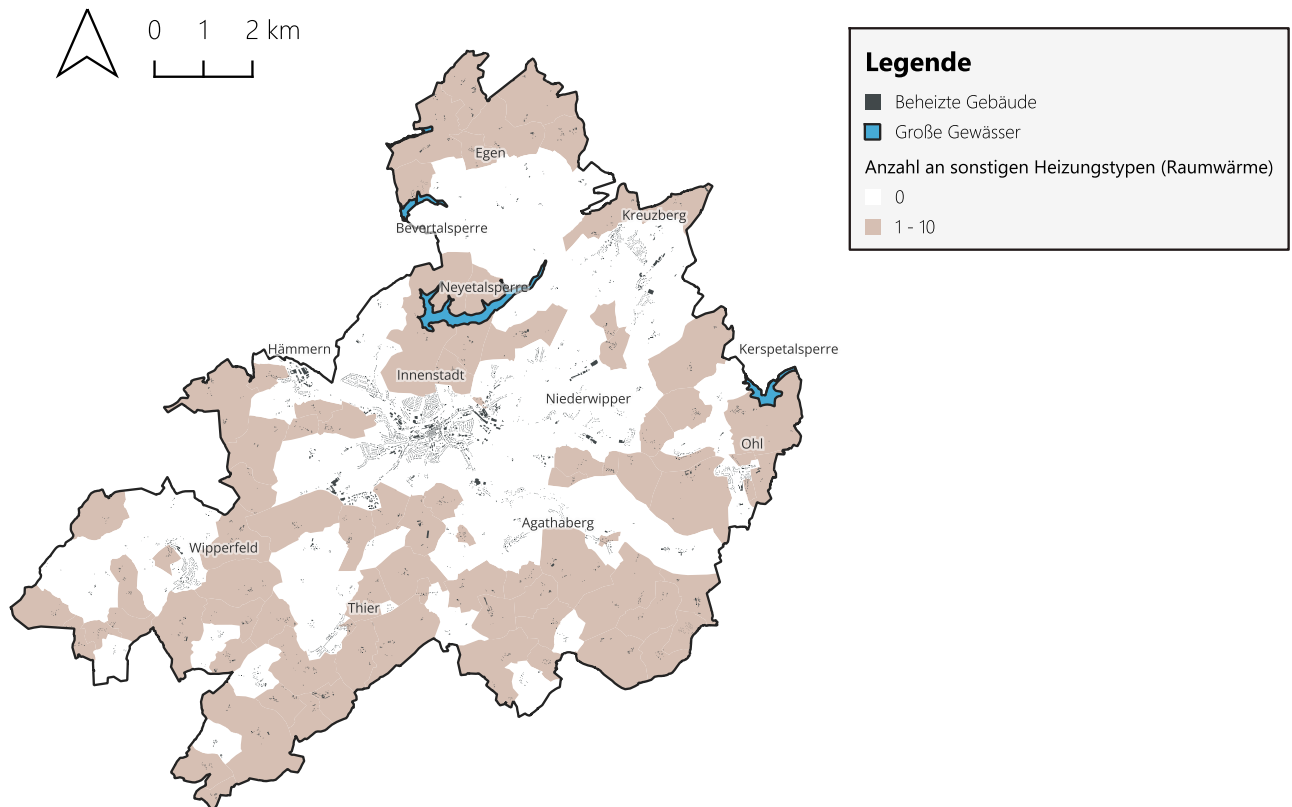 0 1 2 km
Legende
Beheizte Gebäude
Große Gewässer
Anzahl an sonstigen Heizungstypen (Raumwärme)
0
1 - 10
Egen
Kreuzberg
Bevertalsperre
Neyetalsperre
Hämmern
Kerspetalsperre
Innenstadt
Niederwipper
Ohl
Agathaberg
Wipperfeld
Thier